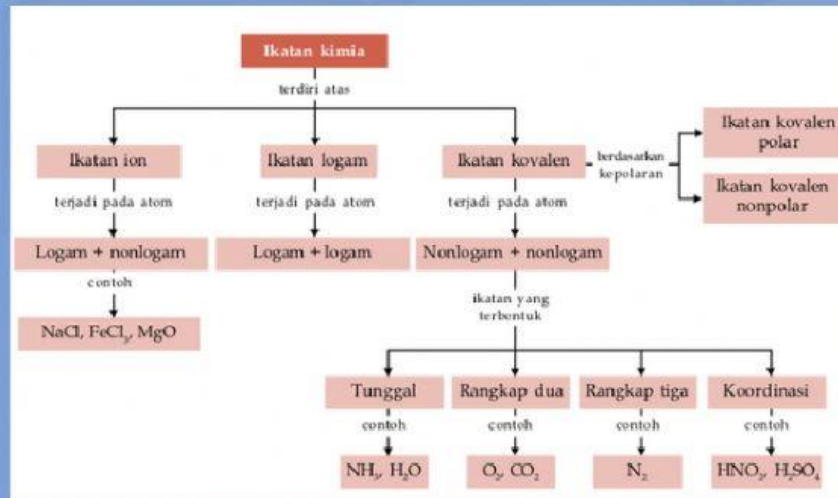 Ikatan kimia
terdiri atas
Ikatan ion
Ikatan logam
Ikatan kovalen
berdasarkan
kepolaran
Ikatan kovalen
polar
Ikatan kovalen
nonpolar
terjadi pada atom
terjadi pada atom
terjadi pada atom
Logam + nonlogam
Logam + logam
Nonlogam + nonlogam
contoh
NaCl, FeCl₃, MgO
ikatan yang
terbentuk
Tunggal
Rangkap dua
Rangkap tiga
Koordinasi
contoh
contoh
contoh
contoh
NH₃, H₂O
O₂, CO₂
N₂
HNO₃, H₂SO₄